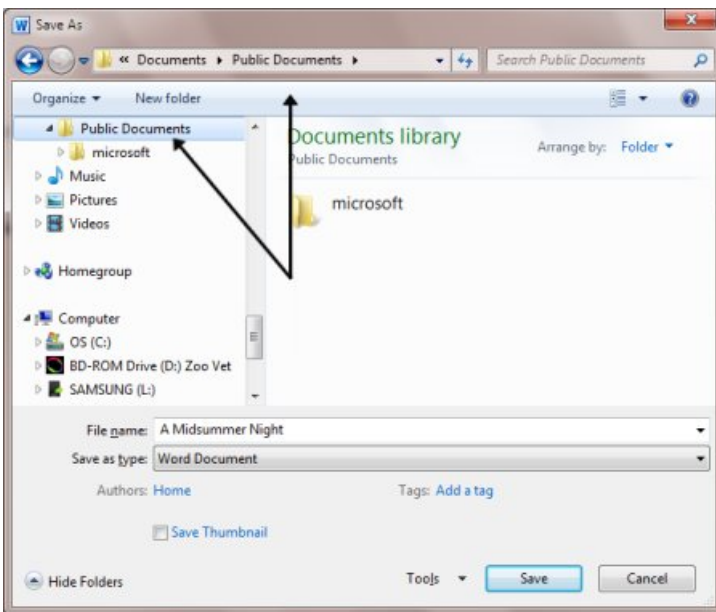 Save As
« Documents Public Documents Search Public Documents
Organize New folder
Public Documents
microsoft
Music
Pictures
Videos
Homegroup
Computer
OS (C:)
BD-ROM Drive (D:) Zoo Vet
SAMSUNG (L:)
Documents library
Public Documents
Arrange by: Folder
microsoft
File name: A Midsummer Night
Save as type: Word Document
Authors: Home Tags: Add a tag
Save Thumbnail
Hide Folders Tools Save Cancel